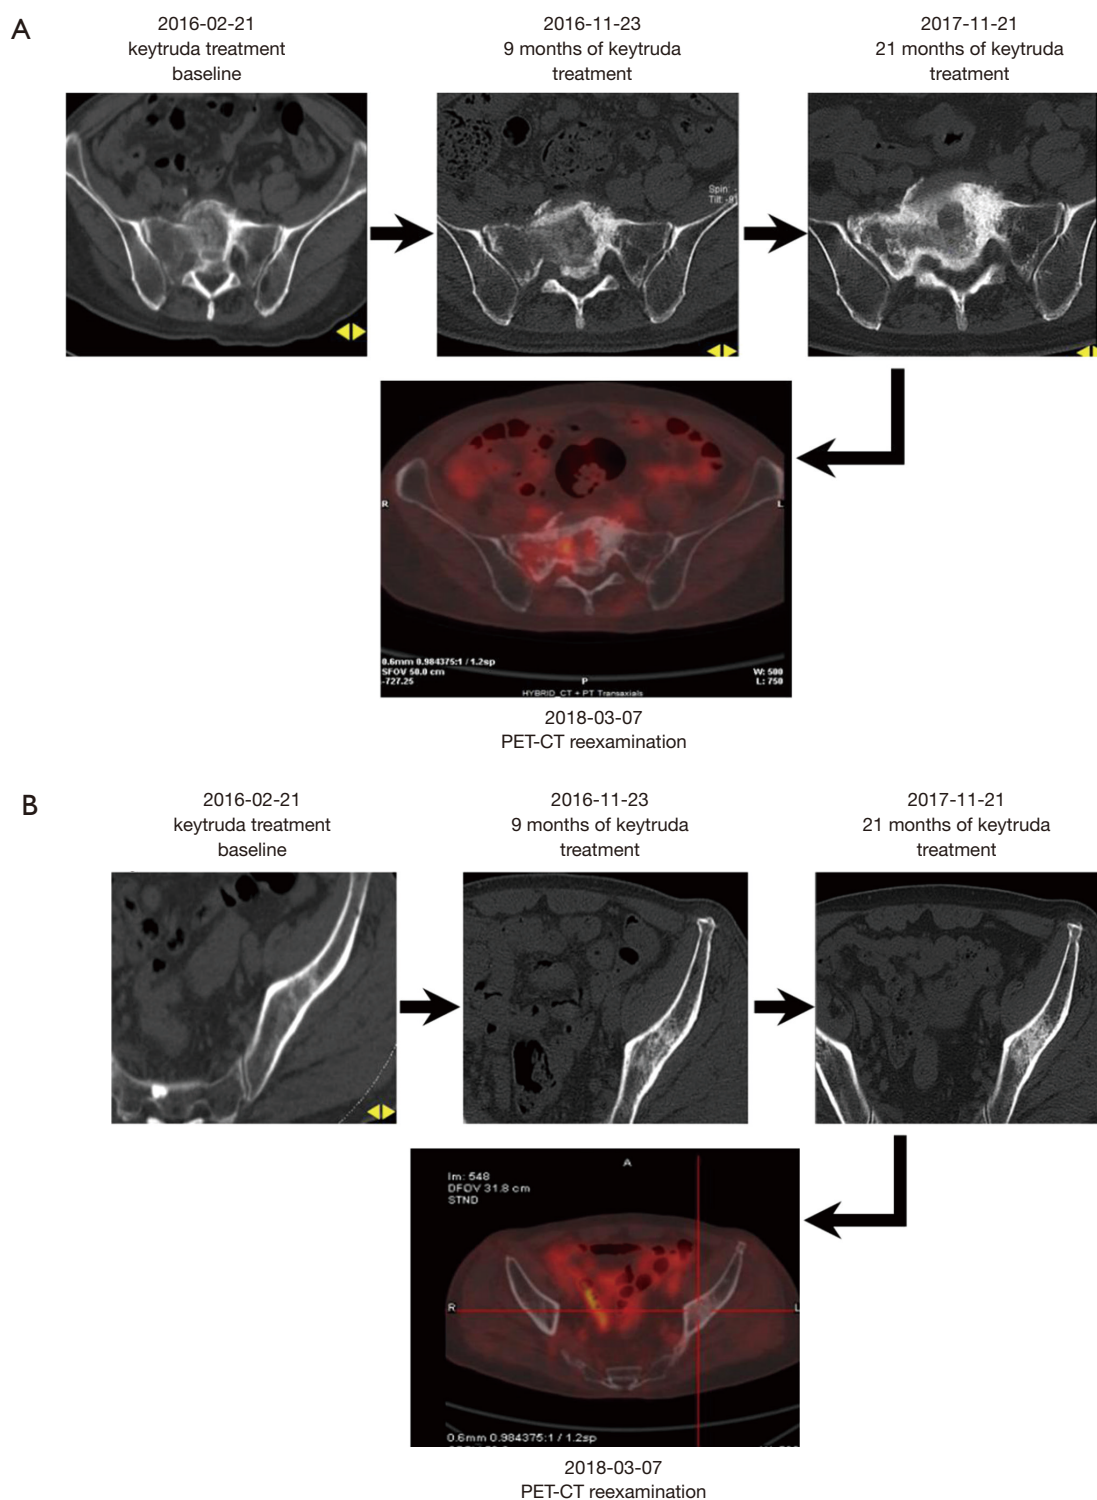 A
2016-02-21
keytruda treatment
baseline
2016-11-23
9 months of keytruda
treatment
2017-11-21
21 months of keytruda
treatment
Spin:
Tilt:
R
L
0.6mm 0.984375:1 / 1.2sp
SFOV 50.0 cm
-727.25
P
W: 500
L: 750
HYBRID_CT + PT Transaxials
2018-03-07
PET-CT reexamination
B
2016-02-21
keytruda treatment
baseline
2016-11-23
9 months of keytruda
treatment
2017-11-21
21 months of keytruda
treatment
Im: 548
DFOV 31.8 cm
STND
A
R
L
0.6mm 0.984375:1 / 1.2sp
2018-03-07
PET-CT reexamination